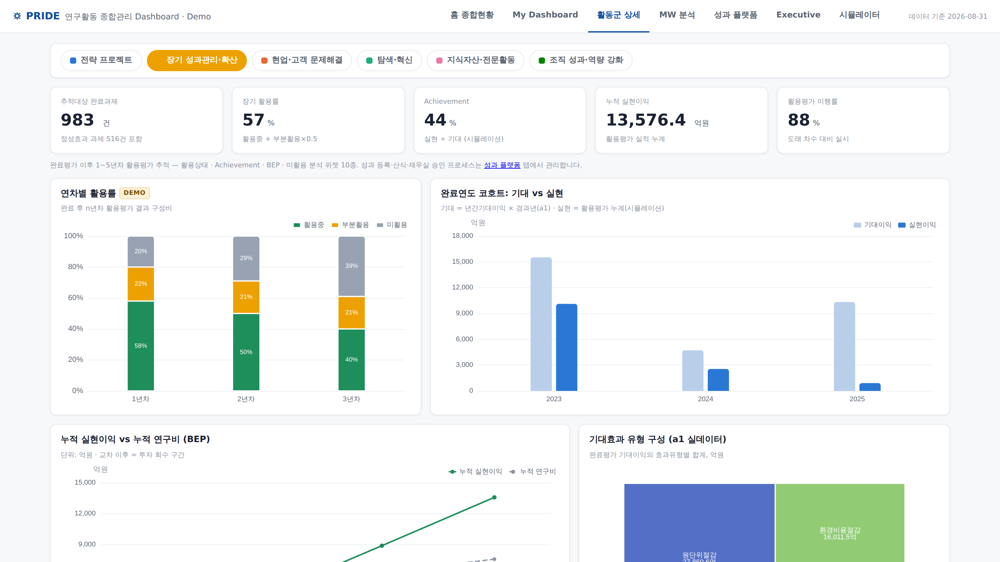 PRIDE 연구활동 종합관리 Dashboard · Demo
홈 종합현황 My Dashboard 활동군 상세 MW 분석 성과 플랫폼 Executive 시뮬레이터 데이터 기준 2026-08-31
전략 프로젝트 장기 성과관리·확산 현업·고객 문제해결 탐색·혁신 지식자산·전문활동 조직 성과·역량 강화
추적대상 완료과제
983 건
정성효과 과제 516건 포함
장기 활용률
57 %
활용중 + 부분활용×0.5
Achievement
44 %
실현 ÷ 기대 (시뮬레이션)
누적 실현이익
13,576.4 억원
활용평가 실적 누계
활용평가 이행률
88 %
도래 차수 대비 실시
완료평가 이후 1~5년차 활용평가 추적 — 활용상태 · Achievement · BEP · 미활용 분석 위젯 10종. 성과 등록·산식·재무실 승인 프로세스는 성과 플랫폼 탭에서 관리합니다.
연차별 활용률 DEMO
완료 후 n년차 활용평가 결과 구성비
활용중 부분활용 미활용
100%
80%
60%
40%
20%
0%
20%
22%
58%
29%
21%
50%
39%
21%
40%
1년차 2년차 3년차
완료연도 코호트: 기대 vs 실현
기대 = 년간기대이익 × 경과년(a1) · 실현 = 활용평가 누계(시뮬레이션)
억원
기대이익 실현이익
18,000
15,000
12,000
9,000
6,000
3,000
0
2023 2024 2025
누적 실현이익 vs 누적 연구비 (BEP)
단위: 억원 · 교차 이후 = 투자 회수 구간
억원
누적 실현이익 누적 연구비
15,000
12,000
9,000
기대효과 유형 구성 (a1 실데이터)
완료평가 기대이익의 효과유형별 합계, 억원
환경비용절감
16,011.5억
원단위절감
27,860.6억